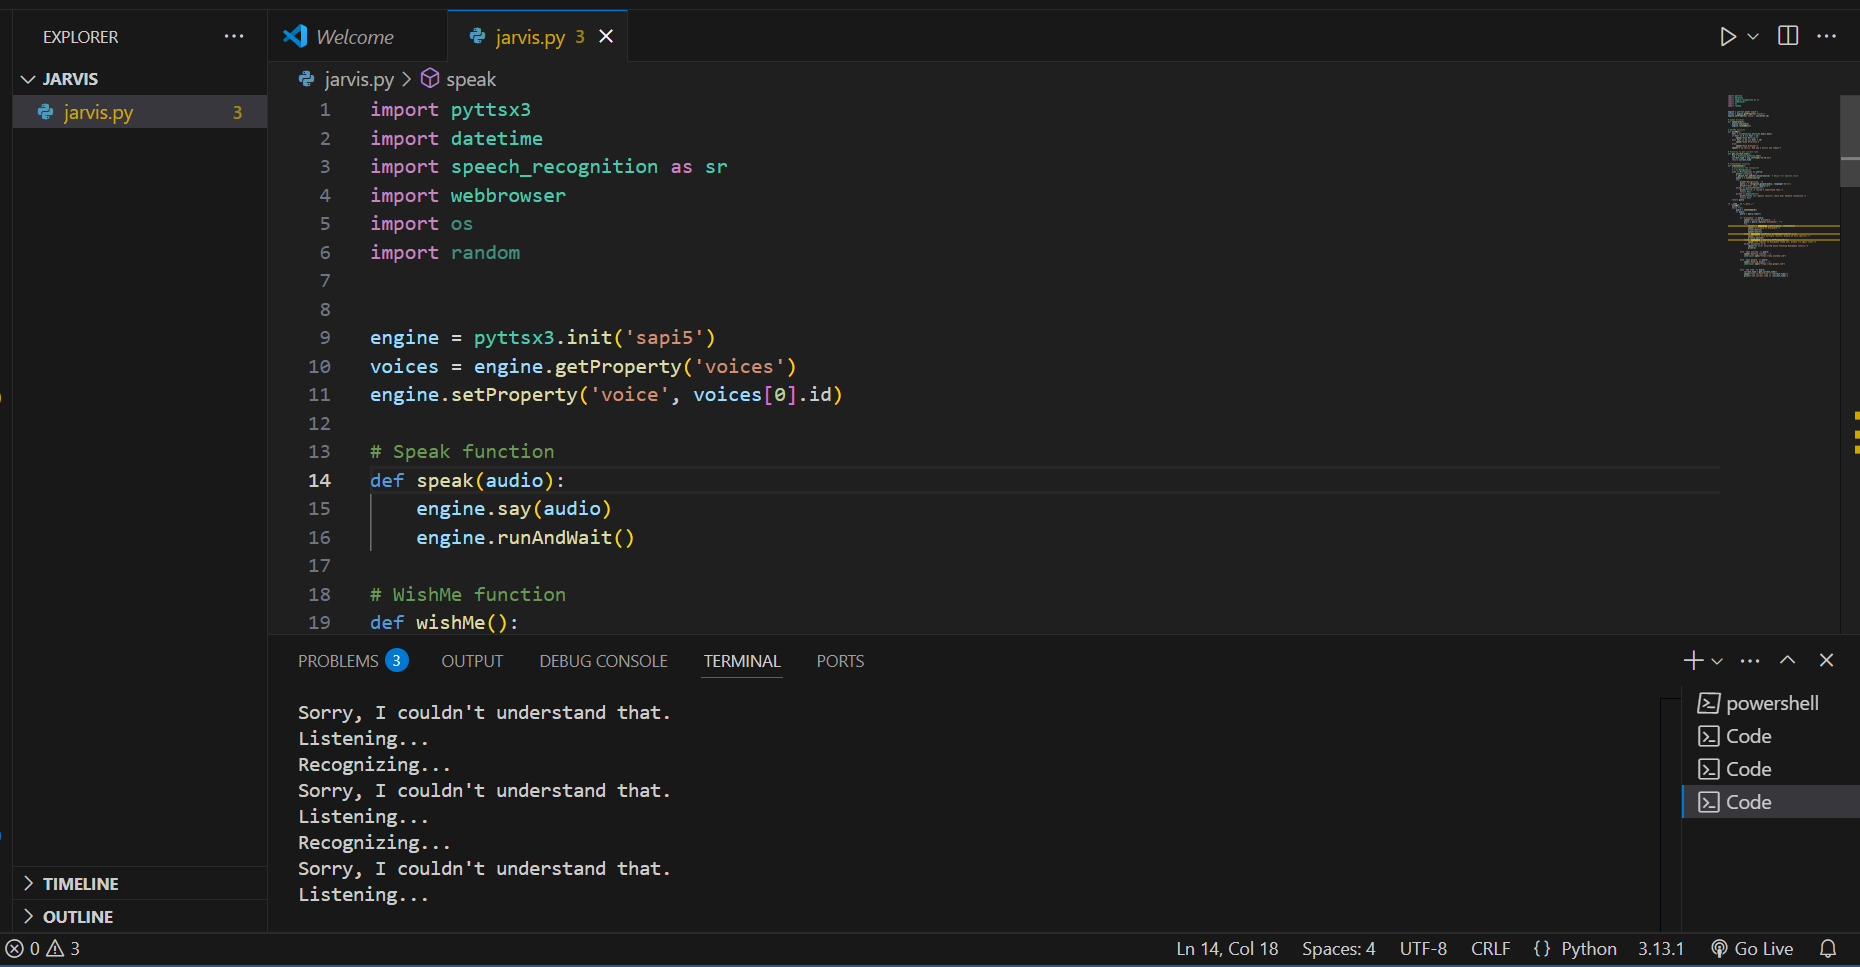 EXPLORER ...
JARVIS
jarvis.py 3
TIMELINE
OUTLINE
Welcome
jarvis.py 3
jarvis.py > speak
1 import pyttsx3
2 import datetime
3 import speech_recognition as sr
4 import webbrowser
5 import os
6 import random
7
8
9 engine = pyttsx3.init('sapi5')
10 voices = engine.getProperty('voices')
11 engine.setProperty('voice', voices[0].id)
12
13 # Speak function
14 def speak(audio):
15 engine.say(audio)
16 engine.runAndWait()
17
18 # WishMe function
19 def wishMe():
PROBLEMS 3 OUTPUT DEBUG CONSOLE TERMINAL PORTS
Sorry, I couldn't understand that.
Listening...
Recognizing...
Sorry, I couldn't understand that.
Listening...
Recognizing...
Sorry, I couldn't understand that.
Listening...
powershell
Code
Code
Code
0 3 Ln 14, Col 18 Spaces: 4 UTF-8 CRLF {} Python 3.13.1 Go Live